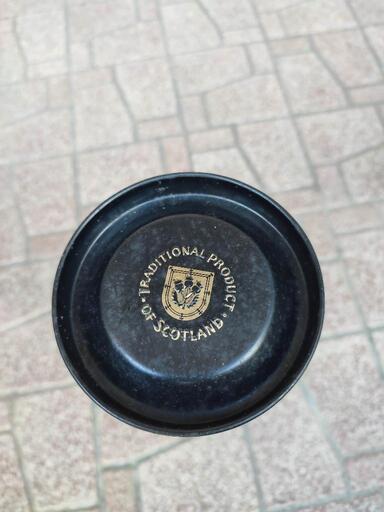 · TRADITIONAL PRODUCT ·
OF SCOTLAND